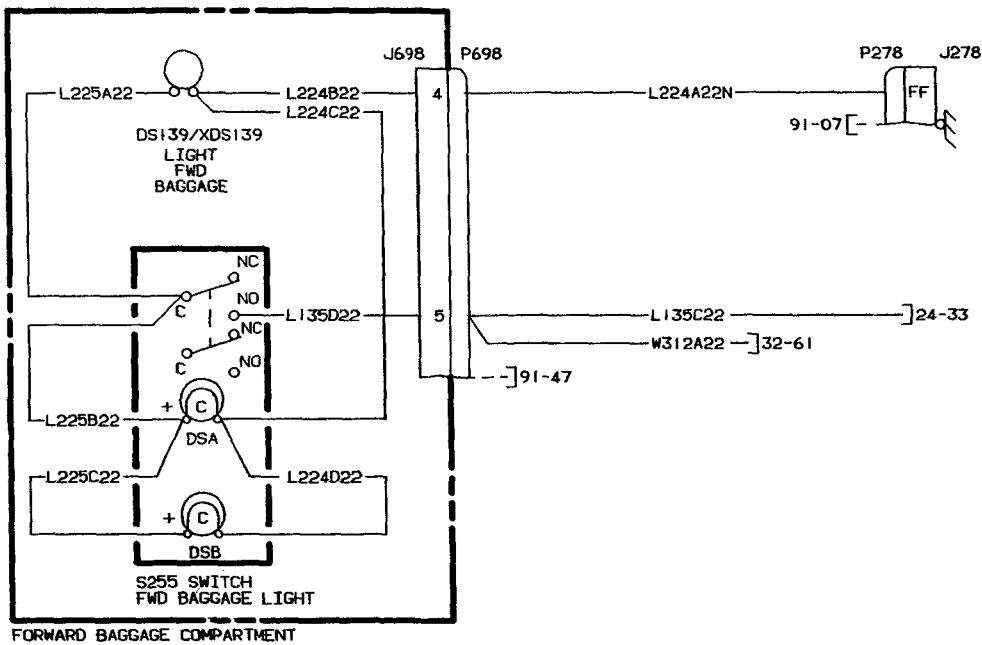 J698 P698
P278 J278
L225A22 L224B22 4 L224A22N FF
L224C22
91-07
DS139/XDS139
LIGHT
FWD
BAGGAGE
NC
C NO
L135D22 5 L135C22 24-33
NC
W312A22 32-61
C NO
91-47
+ C
L225B22
DSA
L225C22 L224D22
+ C
DSB
S255 SWITCH
FWD BAGGAGE LIGHT
FORWARD BAGGAGE COMPARTMENT